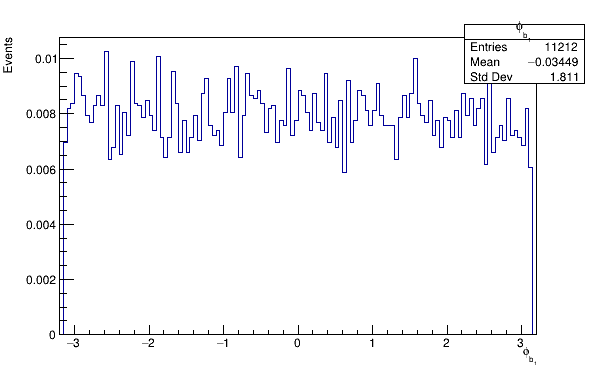 ϕ_b₁
Entries 11212
Mean −0.03449
Std Dev 1.811
Events
0.01
0.008
0.006
0.004
0.002
0
−3 −2 −1 0 1 2 3
ϕ_b₁